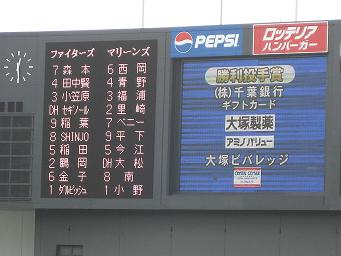 PEPSI
ロッテリア
ハンバーガー
ファイターズ マリーンズ
7 森本 6 西岡
4 田中賢 4 青野
3 小笠原 3 福浦
DH セギノール 2 里崎
9 稲葉 7 ベニー
8 SHINJO 9 平下
5 稲田 5 今江
2 鶴岡 DH 大松
6 金子 8 南
1 ダルビッシュ 1 小野
勝利投手賞
(株)千葉銀行
ギフトカード
大塚製薬
アミノバリュー
大塚ビバレッジ